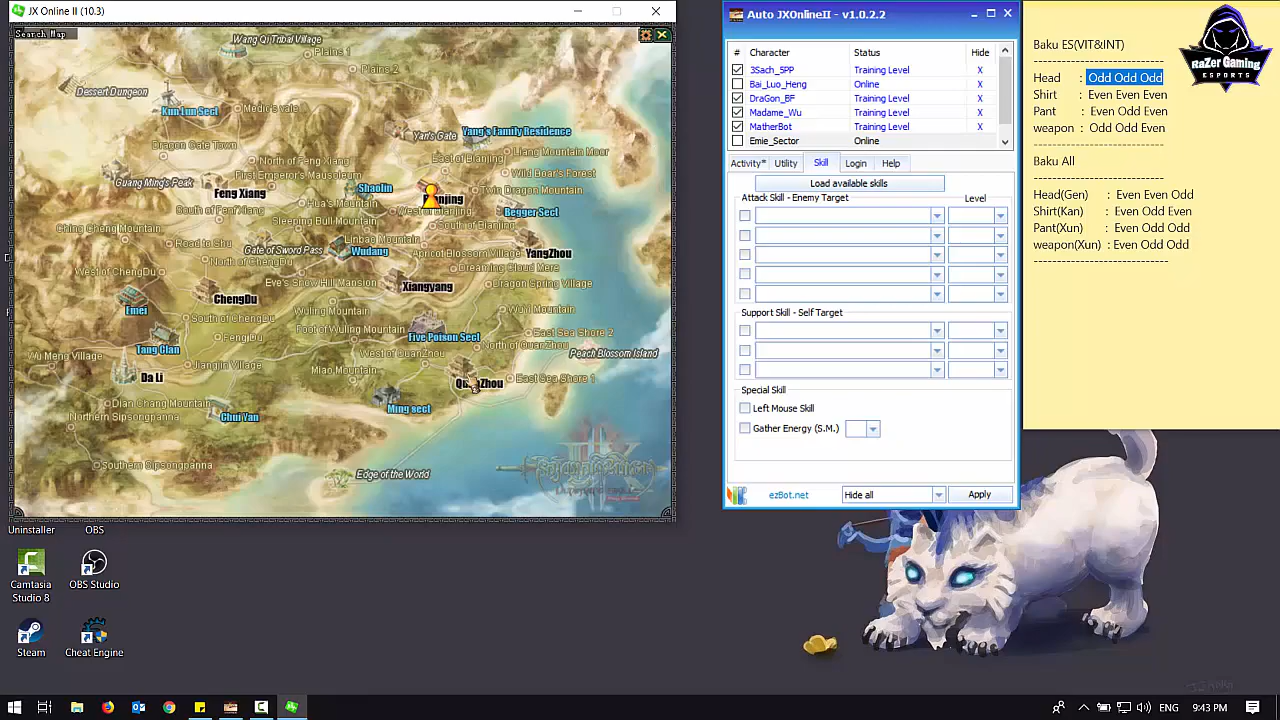 JX Online II (10.3)
Search Map
Wang Qi Tribal Village
Plains 1
Plains 2
Dessert Dungeon
Kun Lun Sect
Medic's vale
Dragon Gate Town
Yan's Gate
Yang's Family Residence
East of Bianjing
Liang Mountain Moor
North of Feng Xiang
Wild Boar's Forest
First Emperor's Mausoleum
Guang Ming's Peak
Feng Xiang
Shaolin
Twin Dragon Mountain
Hua's Mountain
South of Feng Xiang
West of Bianjing
Begger Sect
Sleeping Bull Mountain
South of Bianjing
Ching Cheng Mountain
Linbao Mountain
Road to Shu
Gate of Sword Pass
Wudang
Apricot Blossom Village
YangZhou
North of ChengDu
Dreaming Cloud Mere
West of ChengDu
Eve's Snow Hill Mansion
Xiangyang
Dragon Spring Village
ChengDu
Emei
Wuling Mountain
WuYi Mountain
South of ChengDu
Foot of Wuling Mountain
East Sea Shore 2
FengDu
Five Poison Sect
Tang Clan
North of QuanZhou
West of QuanZhou
Peach Blossom Island
Wu Meng Village
Jiangjin Village
Miao Mountain
Da Li
East Sea Shore 1
Dian Chang Mountain
Ming sect
Northern Sipsongpanna
Chui Yan
Southern Sipsongpanna
Edge of the World
Uninstaller
OBS
Camtasia
Studio 8
OBS Studio
Steam
Cheat Engine
Auto JXOnlineII - v1.0.2.2
# Character Status Hide
3Sach_5PP Training Level X
Bai_Luo_Heng Online X
DraGon_BF Training Level X
Madame_Wu Training Level X
MatherBot Training Level X
Emie_Sector Online
Activity* Utility Skill Login Help
Load available skills
Attack Skill - Enemy Target Level
Support Skill - Self Target
Special Skill
Left Mouse Skill
Gather Energy (S.M.)
ezBot.net Hide all Apply
Baku ES(VIT&INT)
-----------------------------
Head : Odd Odd Odd
Shirt : Even Even Even
Pant : Even Odd Even
weapon : Odd Odd Even
-----------------------------
Baku All
Head(Gen) : Even Even Odd
Shirt(Kan) : Even Odd Even
Pant(Xun) : Even Odd Odd
weapon(Xun) : Even Odd Odd
------------------------------
RaZer Gaming
ESPORTS
ENG 9:43 PM